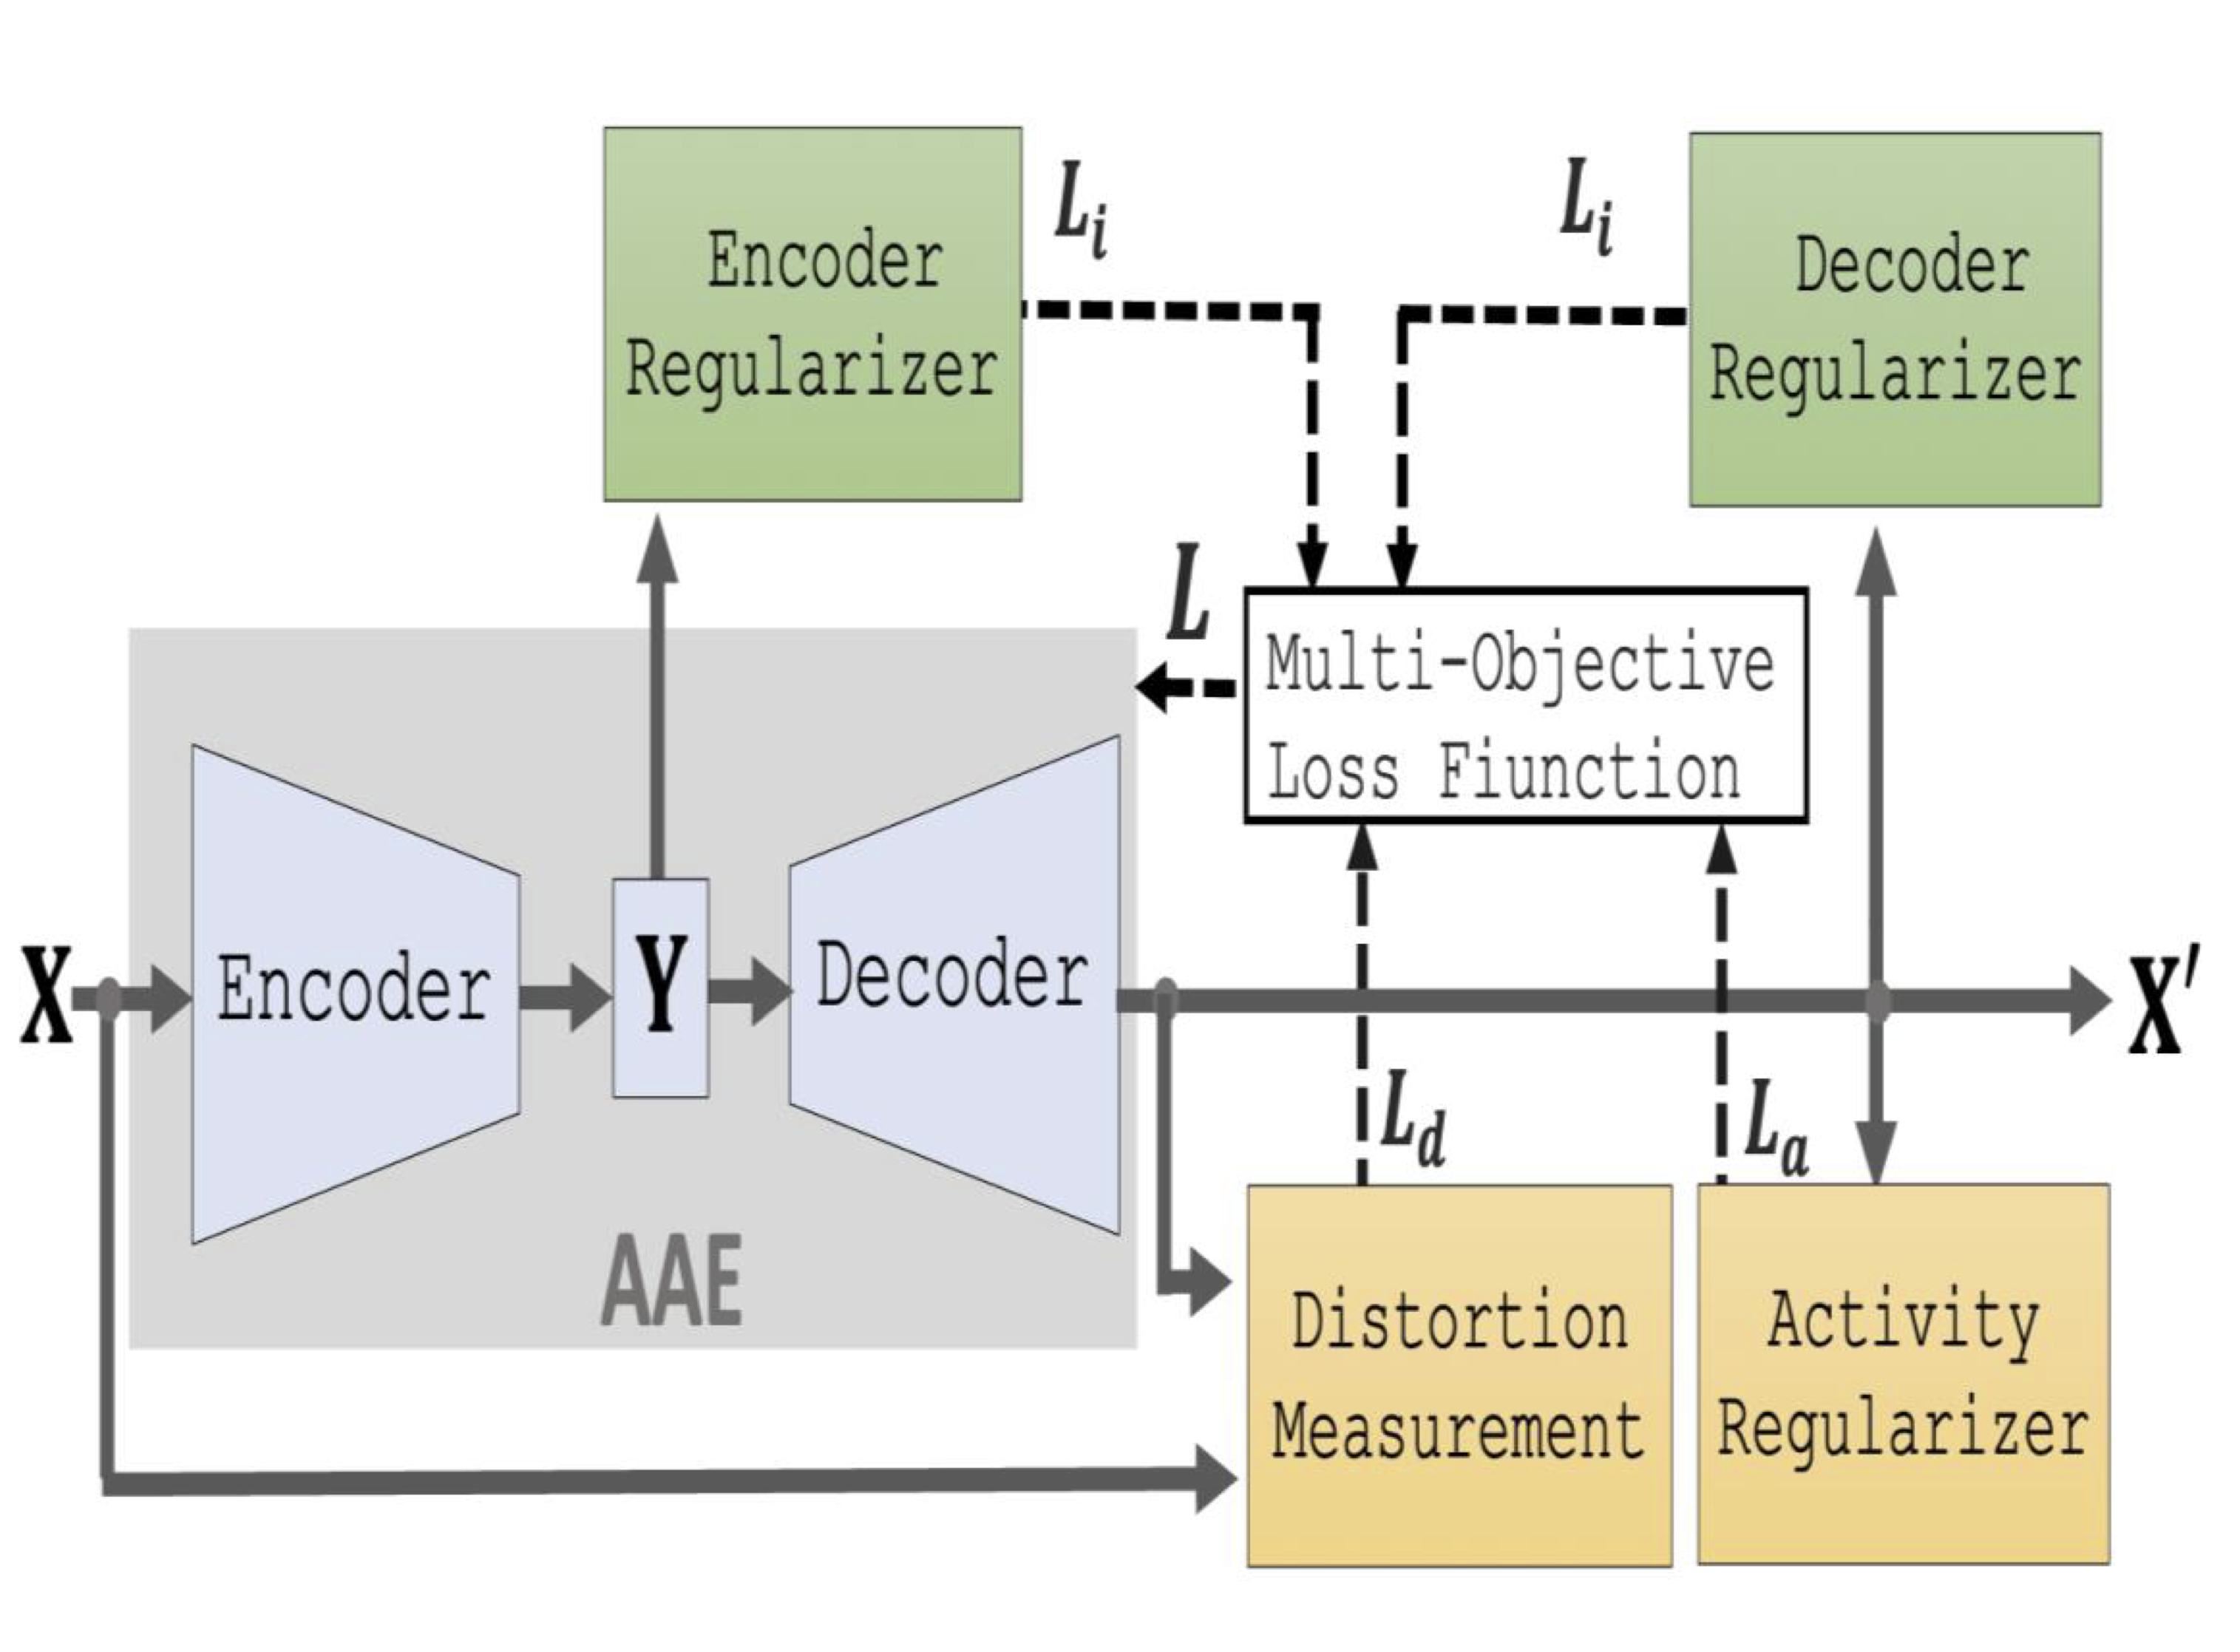 Encoder
Regularizer
L_i
L_i
Decoder
Regularizer
L
Multi-Objective
Loss Fiunction
X
Encoder
Y
Decoder
X'
AAE
L_d
L_a
Distortion
Measurement
Activity
Regularizer